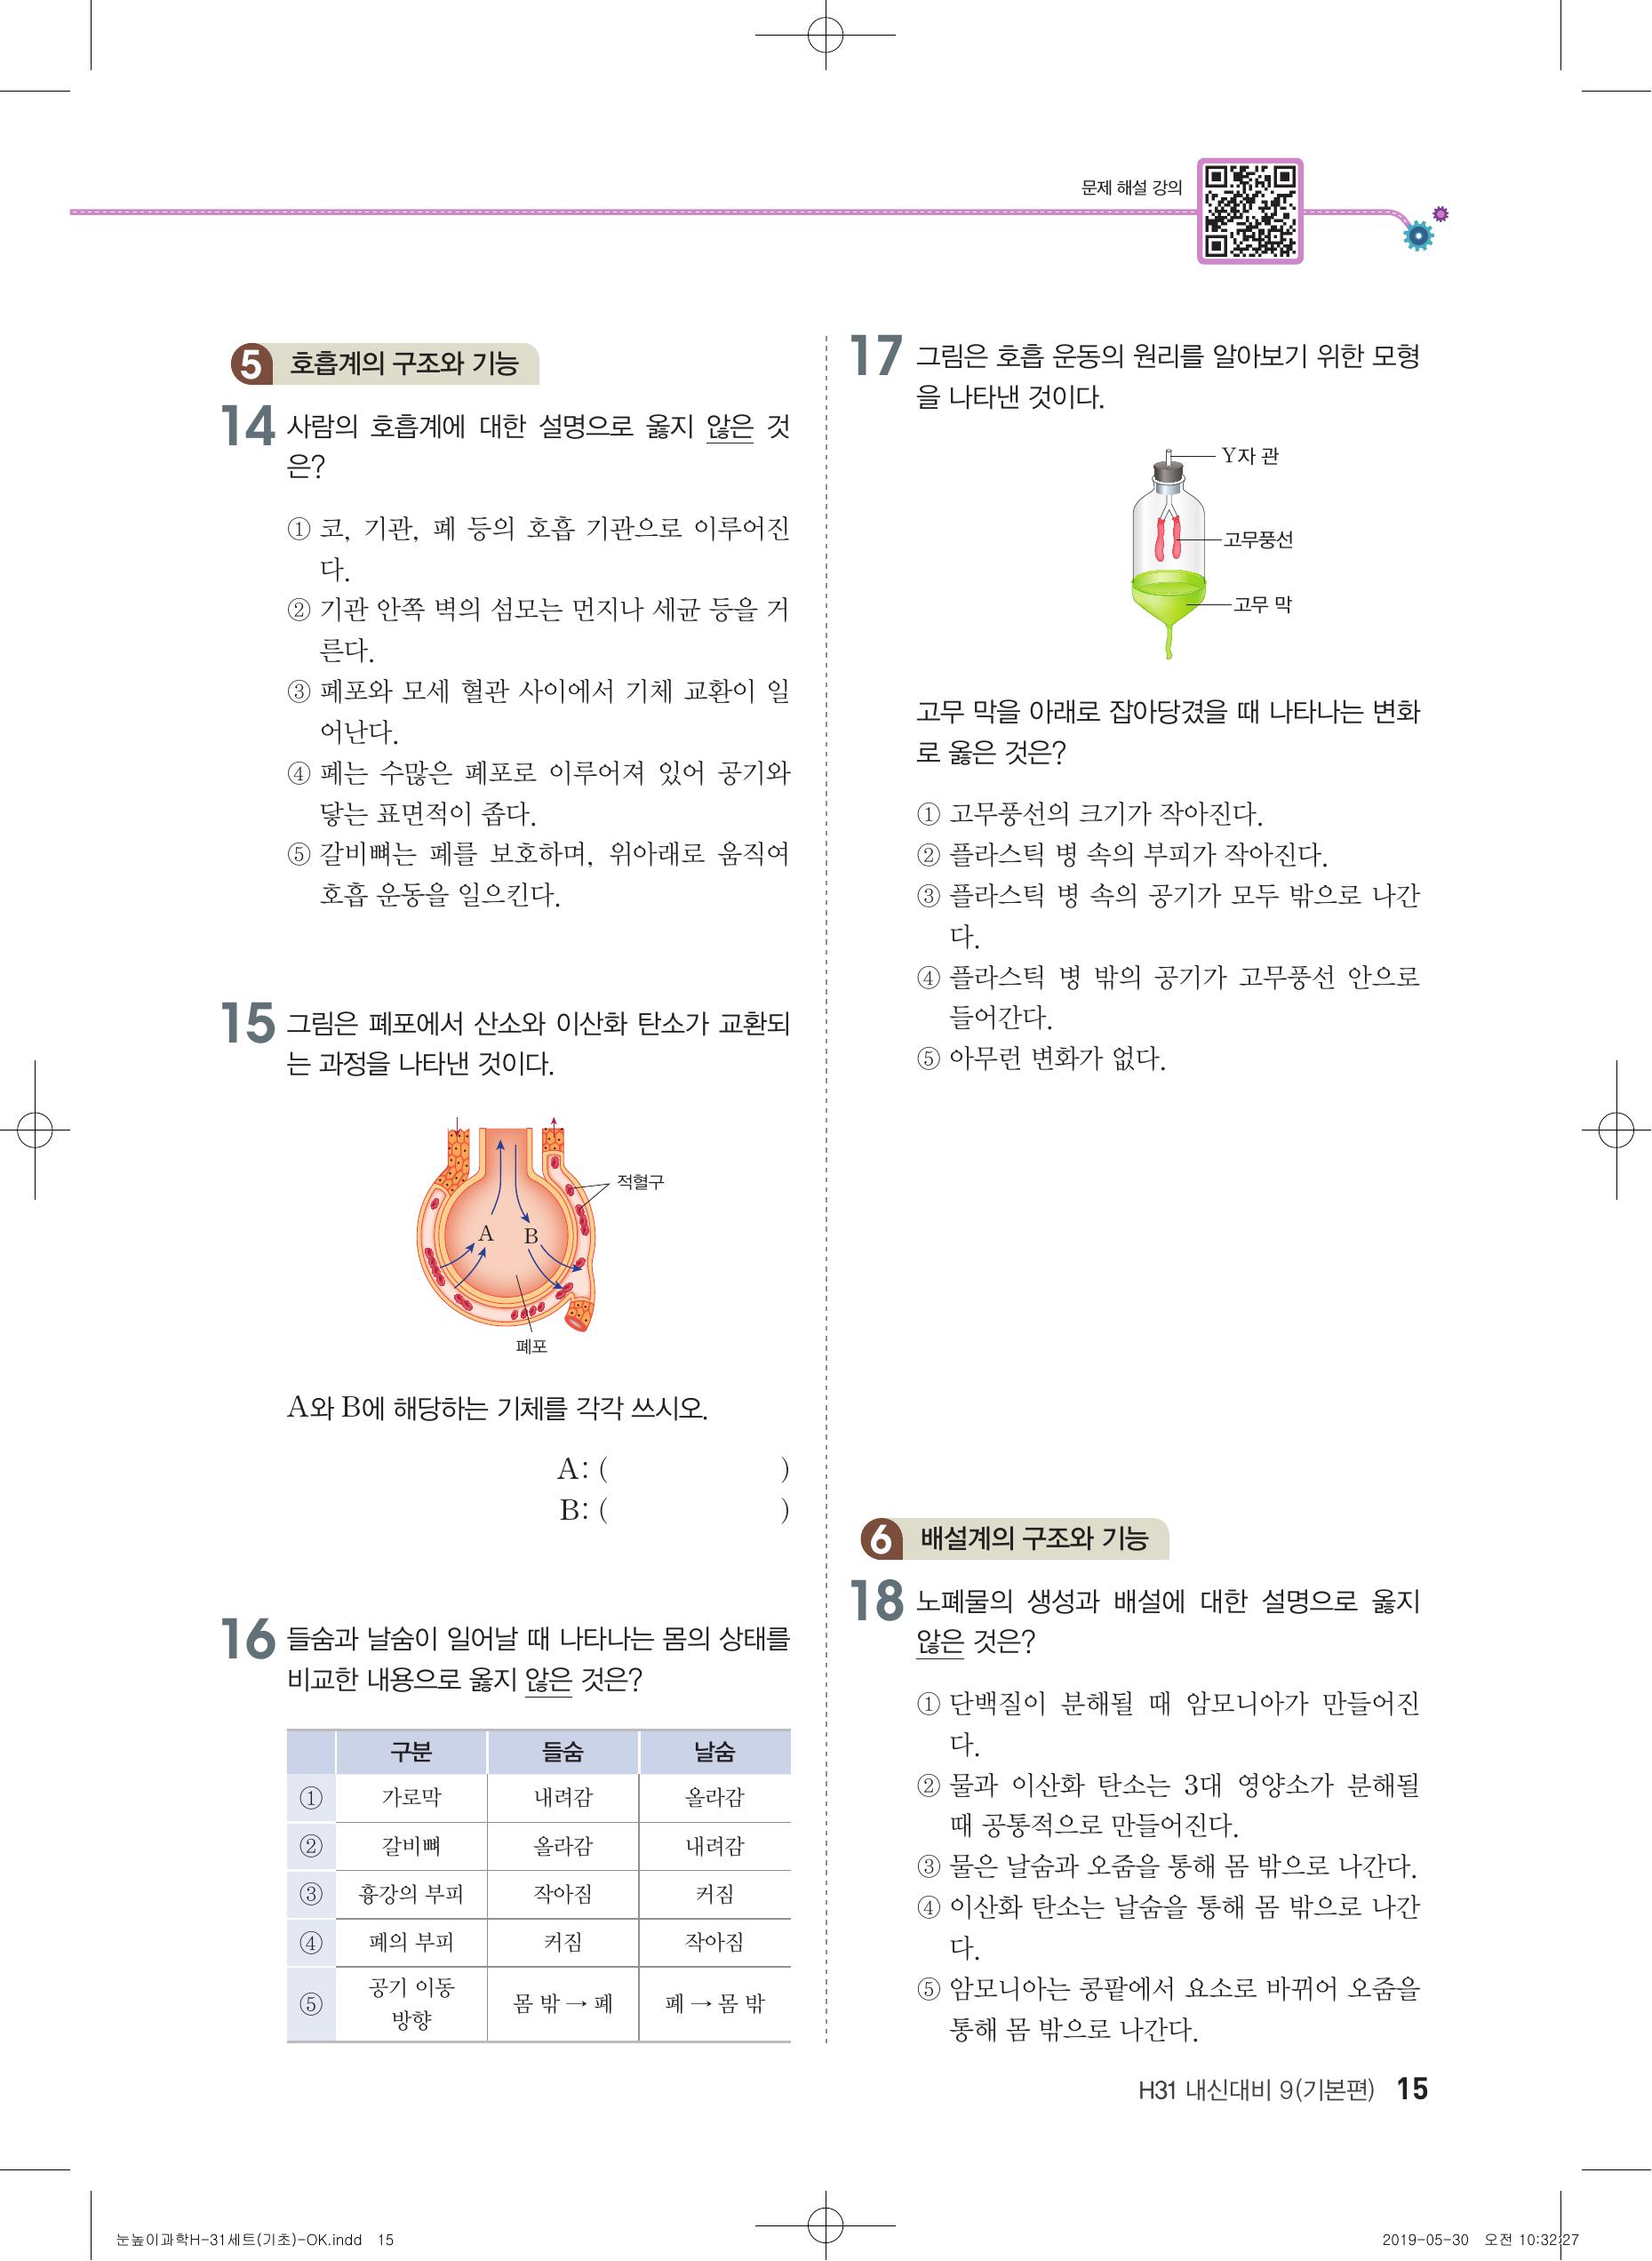 문제 해설 강의
5 호흡계의 구조와 기능
14 사람의 호흡계에 대한 설명으로 옳지 않은 것
은?
① 코, 기관, 폐 등의 호흡 기관으로 이루어진
다.
② 기관 안쪽 벽의 섬모는 먼지나 세균 등을 거
른다.
③ 폐포와 모세 혈관 사이에서 기체 교환이 일
어난다.
④ 폐는 수많은 폐포로 이루어져 있어 공기와
닿는 표면적이 좁다.
⑤ 갈비뼈는 폐를 보호하며, 위아래로 움직여
호흡 운동을 일으킨다.
15 그림은 폐포에서 산소와 이산화 탄소가 교환되
는 과정을 나타낸 것이다.
적혈구
A B
폐포
A와 B에 해당하는 기체를 각각 쓰시오.
A: ( )
B: ( )
16 들숨과 날숨이 일어날 때 나타나는 몸의 상태를
비교한 내용으로 옳지 않은 것은?
구분 들숨 날숨
① 가로막 내려감 올라감
② 갈비뼈 올라감 내려감
③ 흉강의 부피 작아짐 커짐
④ 폐의 부피 커짐 작아짐
⑤ 공기 이동 방향 몸 밖 → 폐 폐 → 몸 밖
17 그림은 호흡 운동의 원리를 알아보기 위한 모형
을 나타낸 것이다.
Y자 관
고무풍선
고무 막
고무 막을 아래로 잡아당겼을 때 나타나는 변화
로 옳은 것은?
① 고무풍선의 크기가 작아진다.
② 플라스틱 병 속의 부피가 작아진다.
③ 플라스틱 병 속의 공기가 모두 밖으로 나간
다.
④ 플라스틱 병 밖의 공기가 고무풍선 안으로
들어간다.
⑤ 아무런 변화가 없다.
6 배설계의 구조와 기능
18 노폐물의 생성과 배설에 대한 설명으로 옳지
않은 것은?
① 단백질이 분해될 때 암모니아가 만들어진
다.
② 물과 이산화 탄소는 3대 영양소가 분해될
때 공통적으로 만들어진다.
③ 물은 날숨과 오줌을 통해 몸 밖으로 나간다.
④ 이산화 탄소는 날숨을 통해 몸 밖으로 나간
다.
⑤ 암모니아는 콩팥에서 요소로 바뀌어 오줌을
통해 몸 밖으로 나간다.
H31 내신대비 9(기본편) 15
눈높이과학H-31세트(기초)-OK.indd 15
2019-05-30 오전 10:32:27